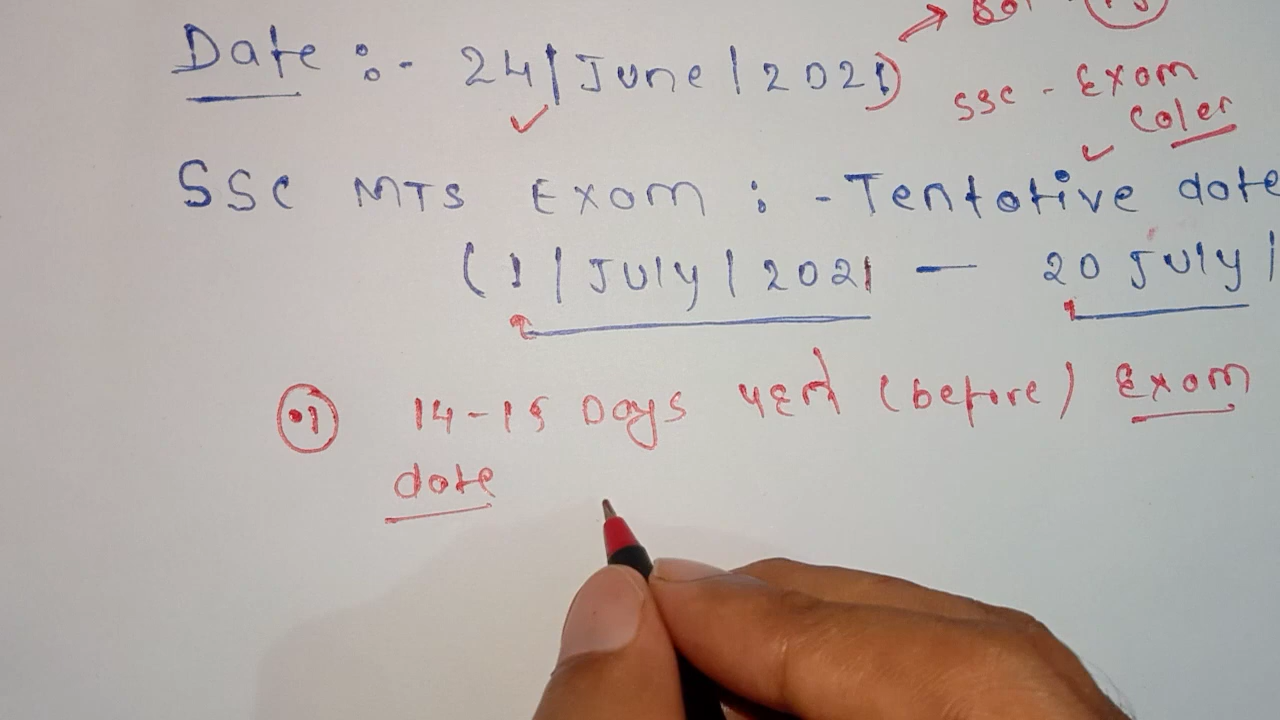 Date :- 24/June/2021)
SSC - Exam
Caler
SSC MTS Exam : - Tentative date
(1/July/2021 — 20 July/
1) 14-15 Days पहले (before) Exam
date